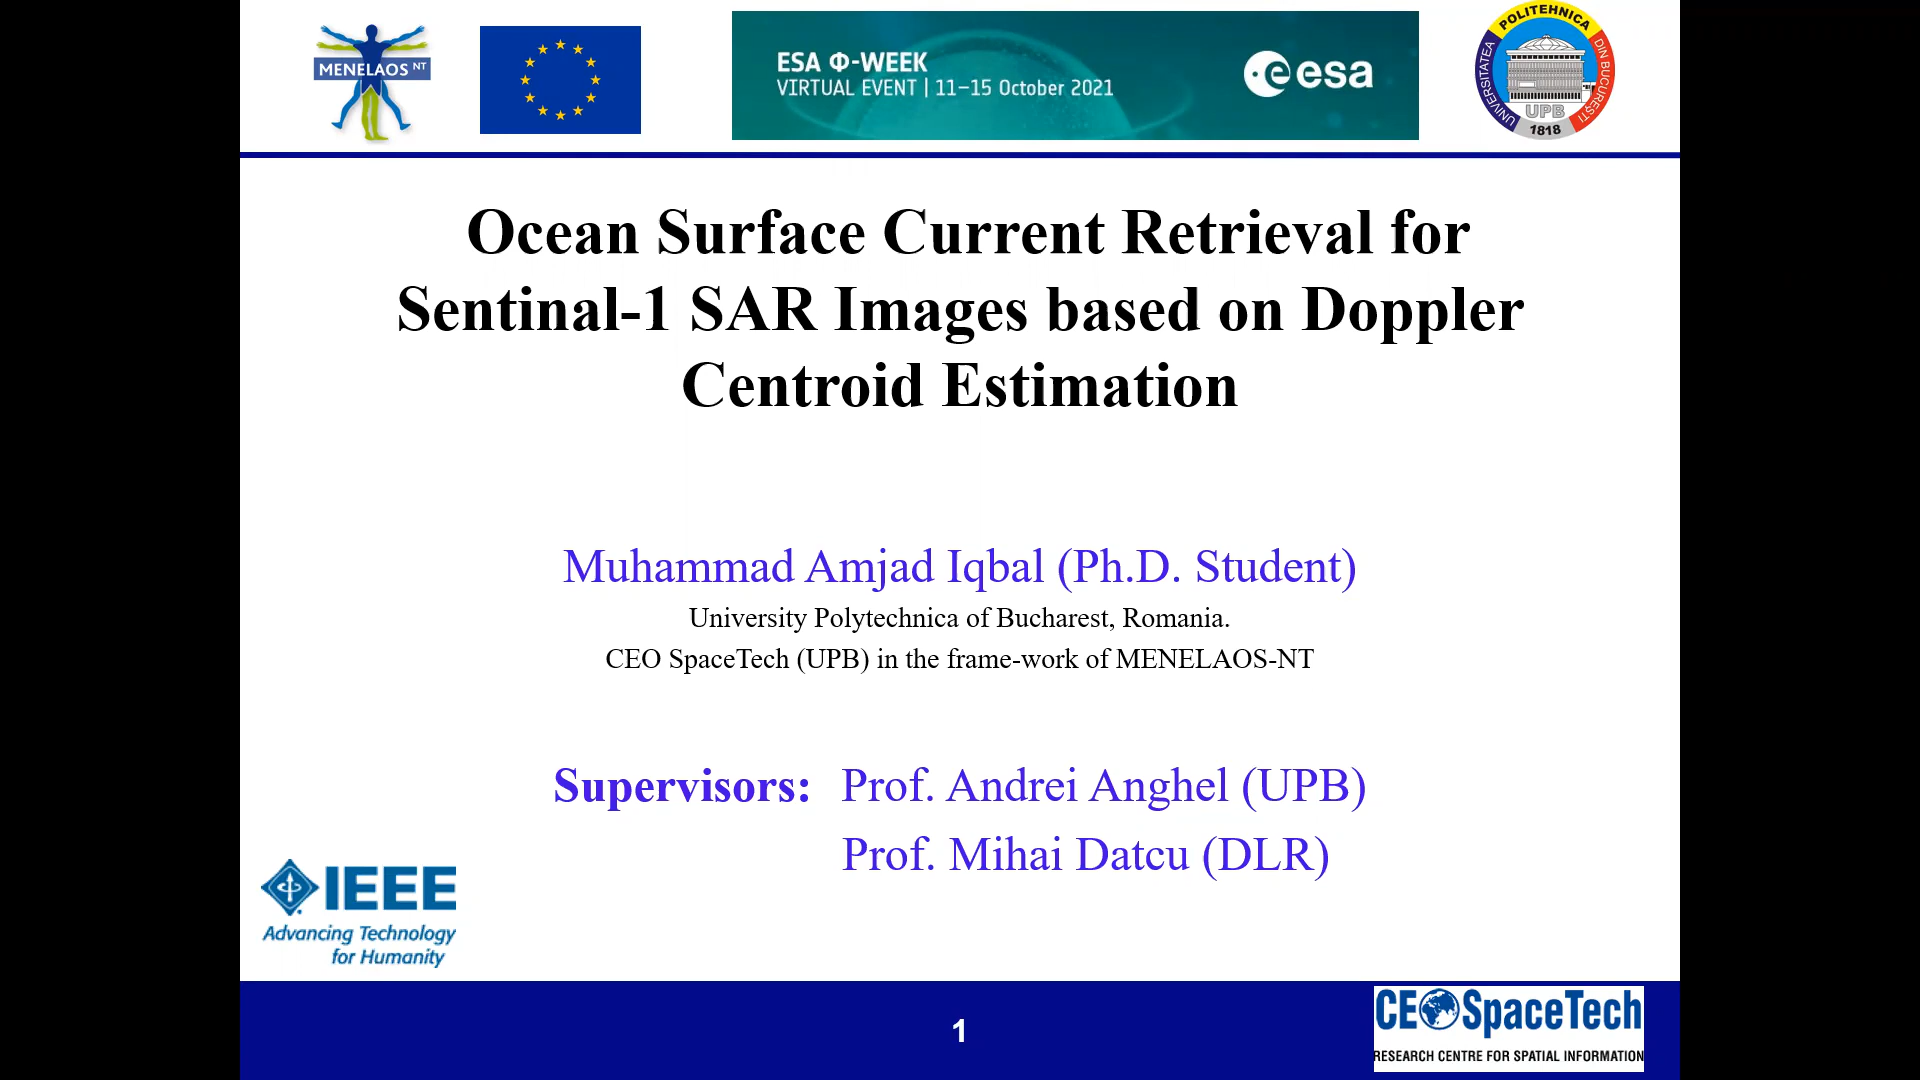 MENELAOS NT
ESA Φ-WEEK
VIRTUAL EVENT | 11–15 October 2021
esa
UNIVERSITATEA POLITEHNICA DIN BUCUREȘTI
UPB
1818
Ocean Surface Current Retrieval for
Sentinal-1 SAR Images based on Doppler
Centroid Estimation
Muhammad Amjad Iqbal (Ph.D. Student)
University Polytechnica of Bucharest, Romania.
CEO SpaceTech (UPB) in the frame-work of MENELAOS-NT
Supervisors: Prof. Andrei Anghel (UPB)
Prof. Mihai Datcu (DLR)
IEEE
Advancing Technology
for Humanity
1
CEOSpaceTech
RESEARCH CENTRE FOR SPATIAL INFORMATION